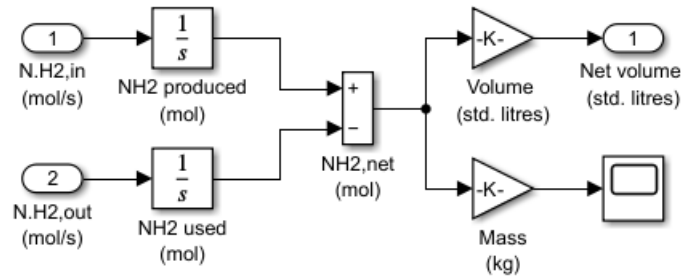 1
N.H2,in
(mol/s)
1
s
NH2 produced
(mol)
2
N.H2,out
(mol/s)
1
s
NH2 used
(mol)
+
−
NH2,net
(mol)
-K-
Volume
(std. litres)
1
Net volume
(std. litres)
-K-
Mass
(kg)